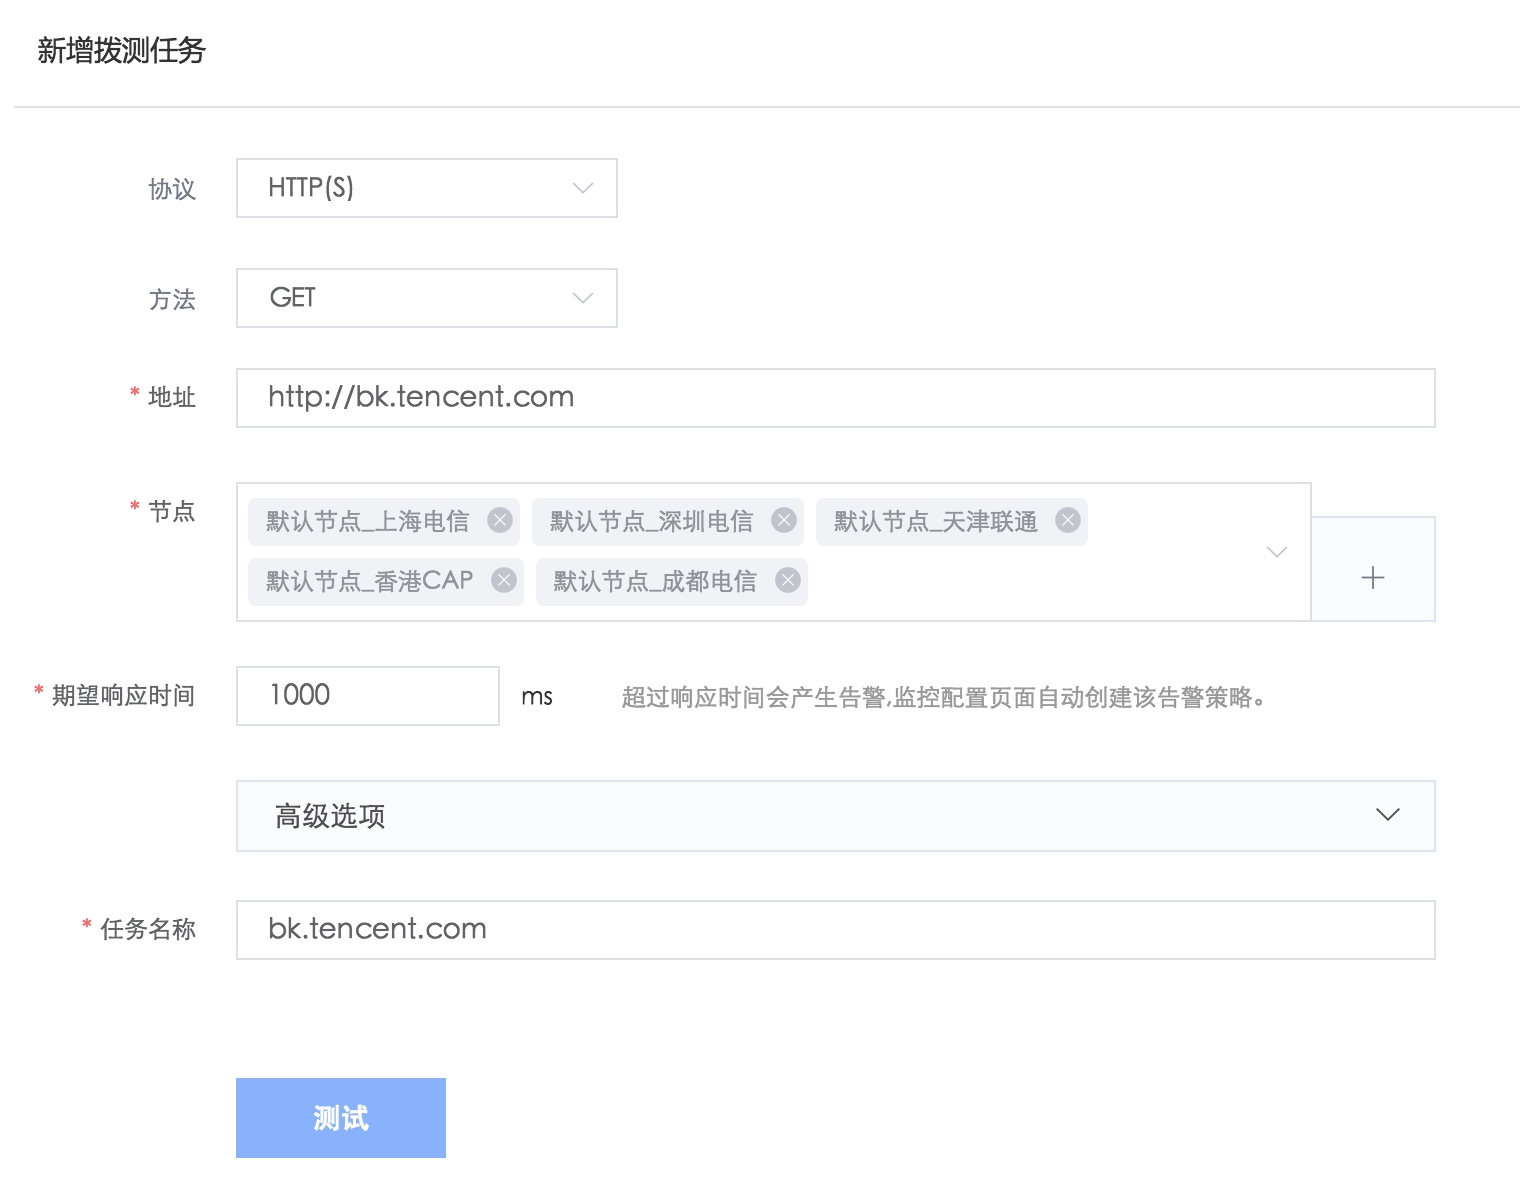 新增拨测任务
协议 HTTP(S)
方法 GET
* 地址 http://bk.tencent.com
* 节点 默认节点_上海电信 默认节点_深圳电信 默认节点_天津联通
默认节点_香港CAP 默认节点_成都电信
* 期望响应时间 1000 ms 超过响应时间会产生告警,监控配置页面自动创建该告警策略。
高级选项
* 任务名称 bk.tencent.com
测试